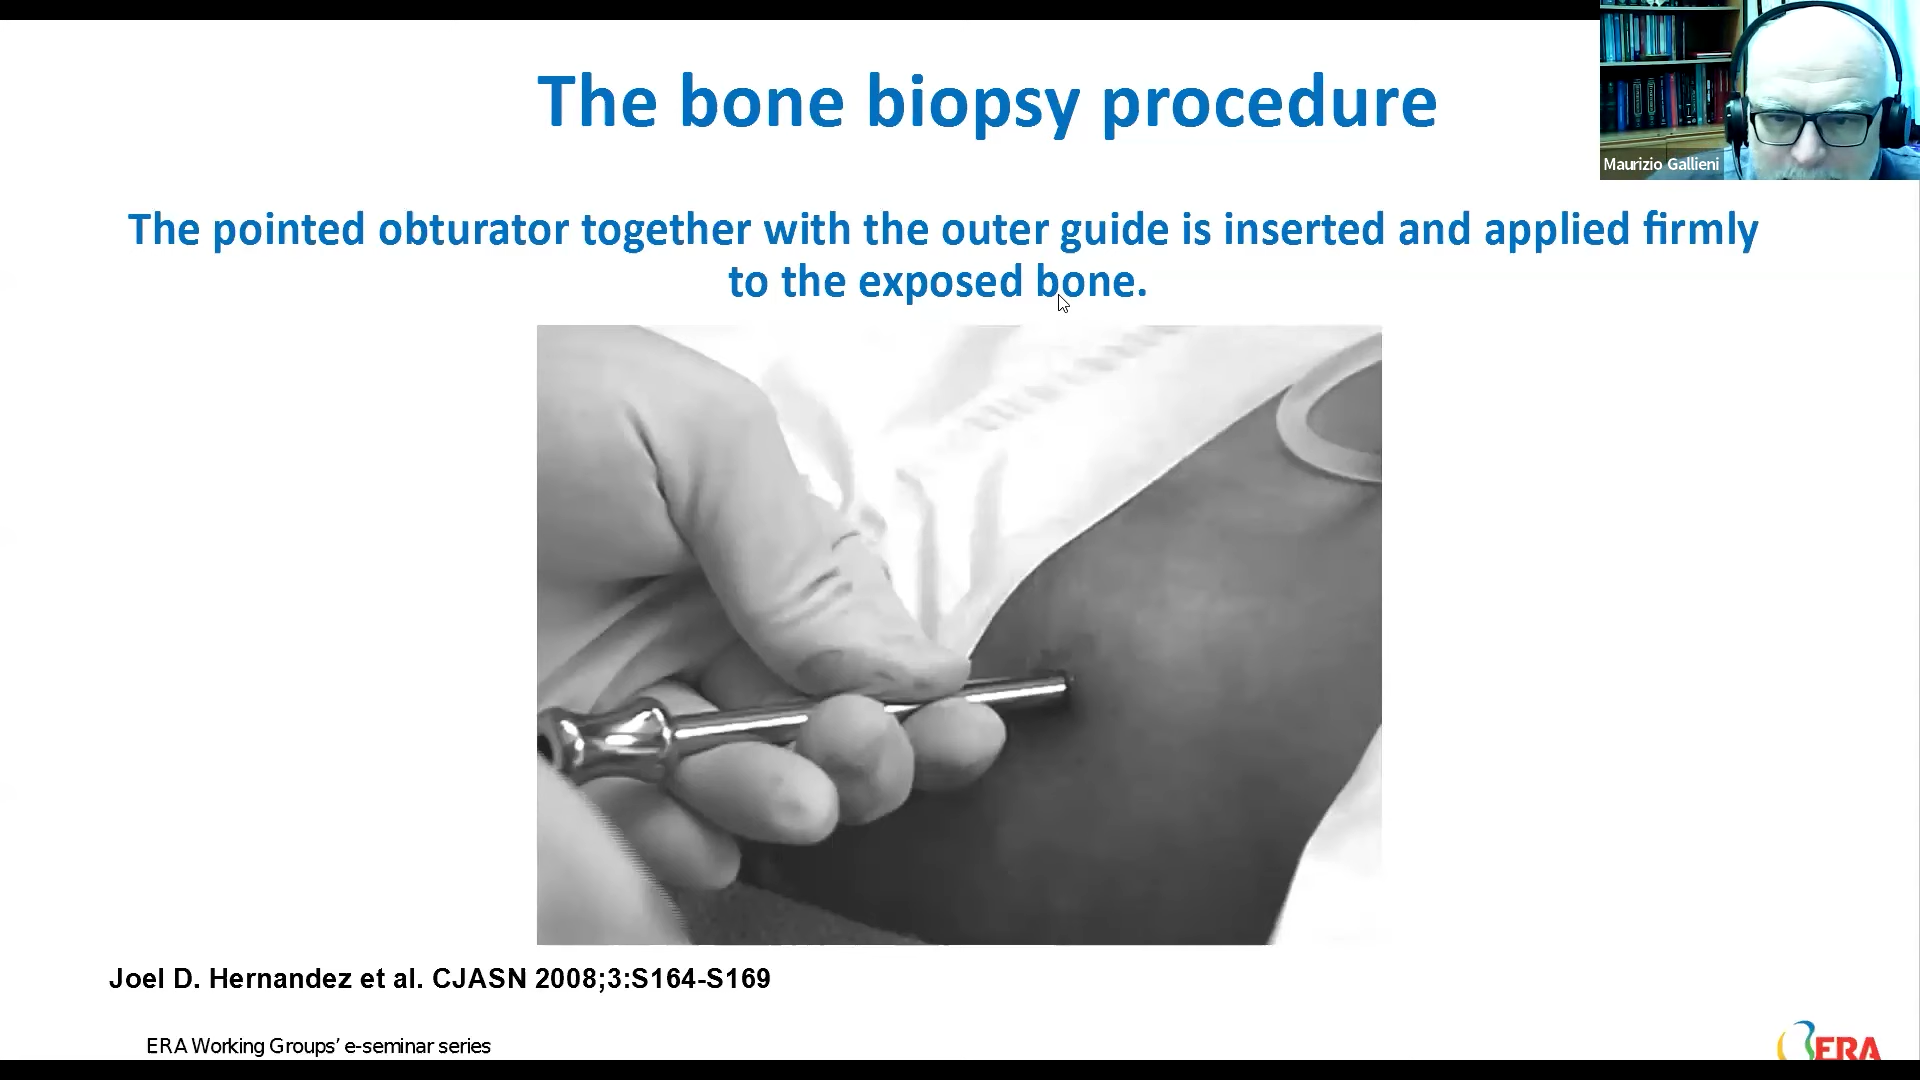 The bone biopsy procedure
Maurizio Gallieni
The pointed obturator together with the outer guide is inserted and applied firmly
to the exposed bone.
Joel D. Hernandez et al. CJASN 2008;3:S164-S169
ERA Working Groups’ e-seminar series
ERA